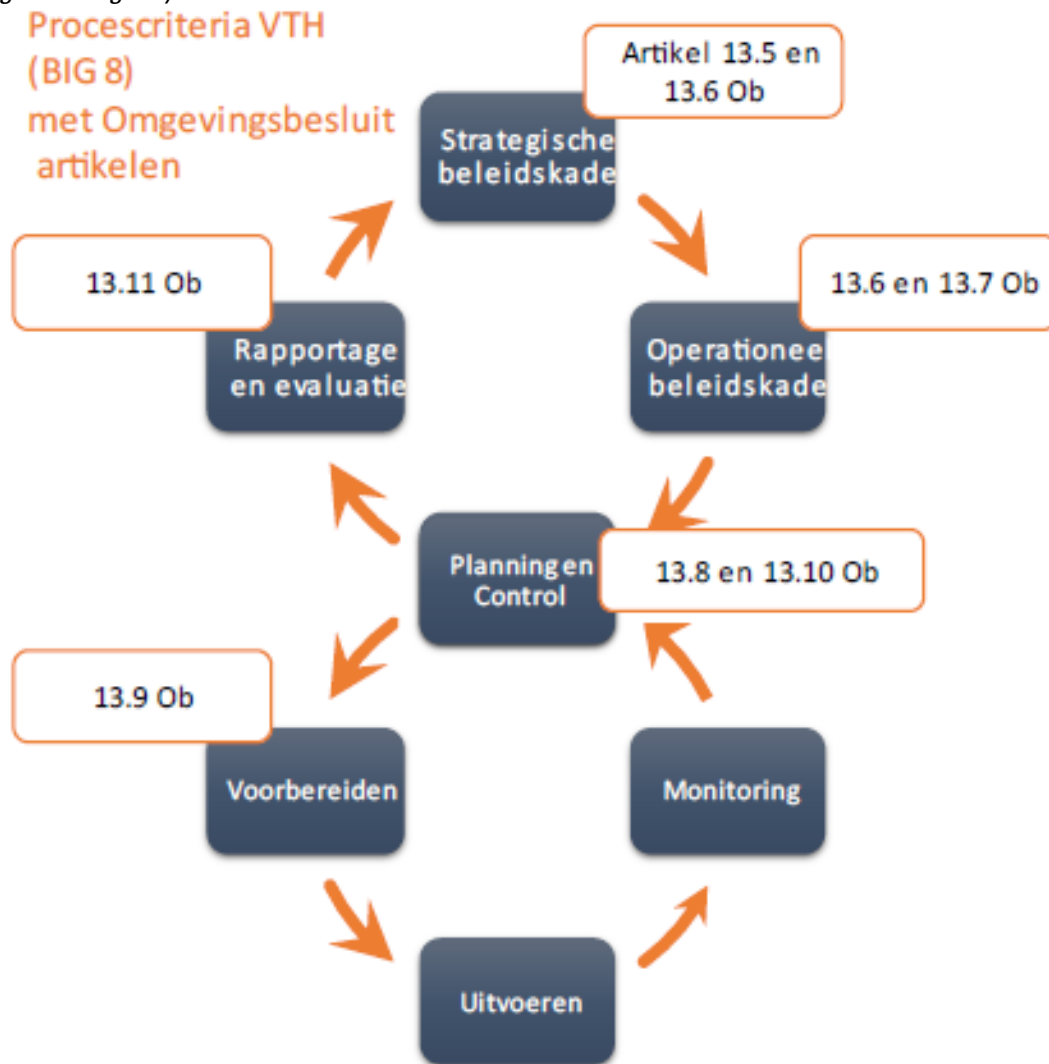 Procescriteria VTH
(BIG 8)
met Omgevingsbesluit
artikelen
Artikel 13.5 en
13.6 Ob
Strategische
beleidskade
13.11 Ob
13.6 en 13.7 Ob
Rapportage
en evaluatie
Operationeel
beleidskade
Planning en
Control
13.8 en 13.10 Ob
13.9 Ob
Voorbereiden
Monitoring
Uitvoeren